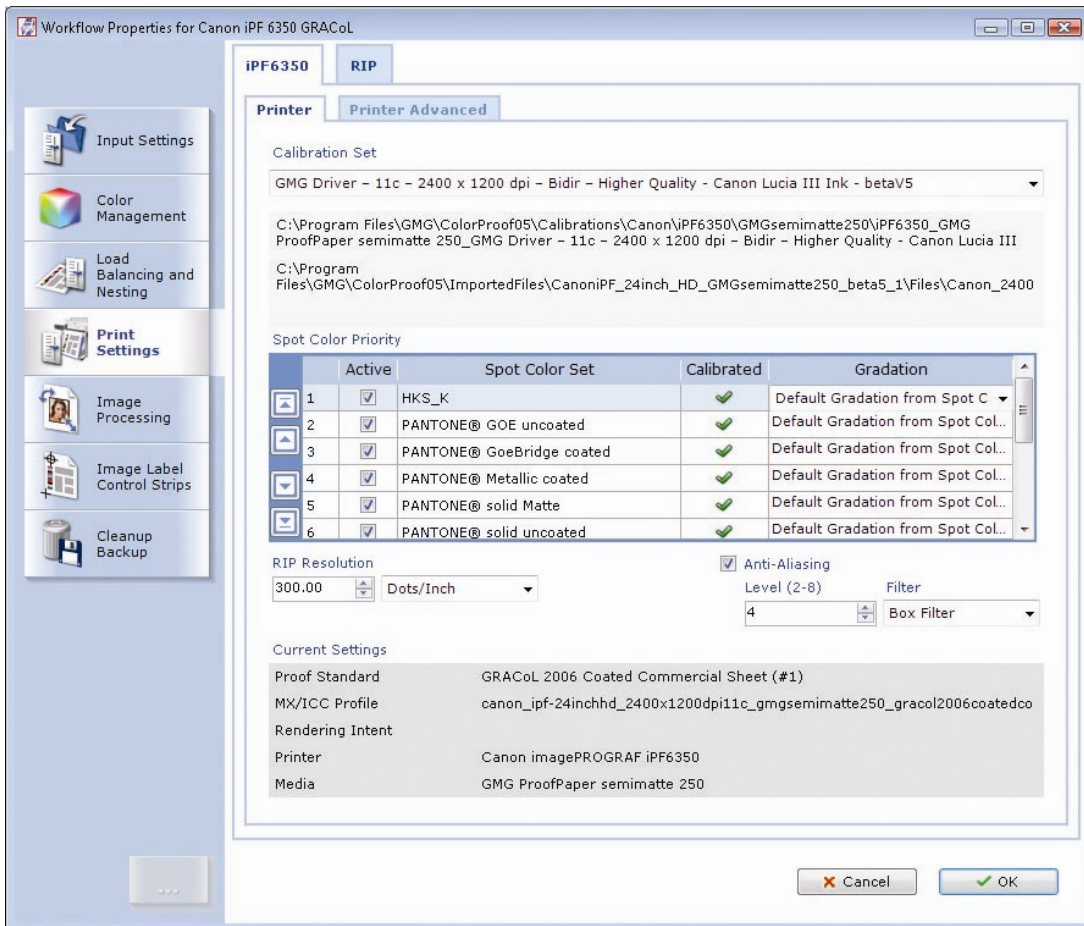 Workflow Properties for Canon iPF 6350 GRACoL
iPF6350 RIP
Input Settings
Color
Management
Load
Balancing and
Nesting
Print
Settings
Image
Processing
Image Label
Control Strips
Cleanup
Backup
...
Printer Printer Advanced
Calibration Set
GMG Driver – 11c – 2400 x 1200 dpi – Bidir – Higher Quality - Canon Lucia III Ink - betaV5
C:\Program Files\GMG\ColorProof05\Calibrations\Canon\iPF6350\GMGsemimatte250\iPF6350_GMG
ProofPaper semimatte 250_GMG Driver – 11c – 2400 x 1200 dpi – Bidir – Higher Quality - Canon Lucia III
C:\Program
Files\GMG\ColorProof05\ImportedFiles\CanoniPF_24inch_HD_GMGsemimatte250_beta5_1\Files\Canon_2400
Spot Color Priority
Active Spot Color Set Calibrated Gradation
1 HKS_K Default Gradation from Spot C
2 PANTONE® GOE uncoated Default Gradation from Spot Col...
3 PANTONE® GoeBridge coated Default Gradation from Spot Col...
4 PANTONE® Metallic coated Default Gradation from Spot Col...
5 PANTONE® solid Matte Default Gradation from Spot Col...
6 PANTONE® solid uncoated Default Gradation from Spot Col...
RIP Resolution
300.00 Dots/Inch
Anti-Aliasing
Level (2-8) Filter
4 Box Filter
Current Settings
Proof Standard GRACoL 2006 Coated Commercial Sheet (#1)
MX/ICC Profile canon_ipf-24inchhd_2400x1200dpi11c_gmgsemimatte250_gracol2006coatedco
Rendering Intent
Printer Canon imagePROGRAF iPF6350
Media GMG ProofPaper semimatte 250
Cancel OK